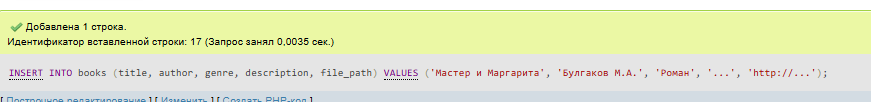 Добавлена 1 строка.
Идентификатор вставленной строки: 17 (Запрос занял 0,0035 сек.)
INSERT INTO books (title, author, genre, description, file_path) VALUES ('Мастер и Маргарита', 'Булгаков М.А.', 'Роман', '...', 'http://...');
[ Построчное редактирование ] [ Изменить ] [ Создать PHP-код ]